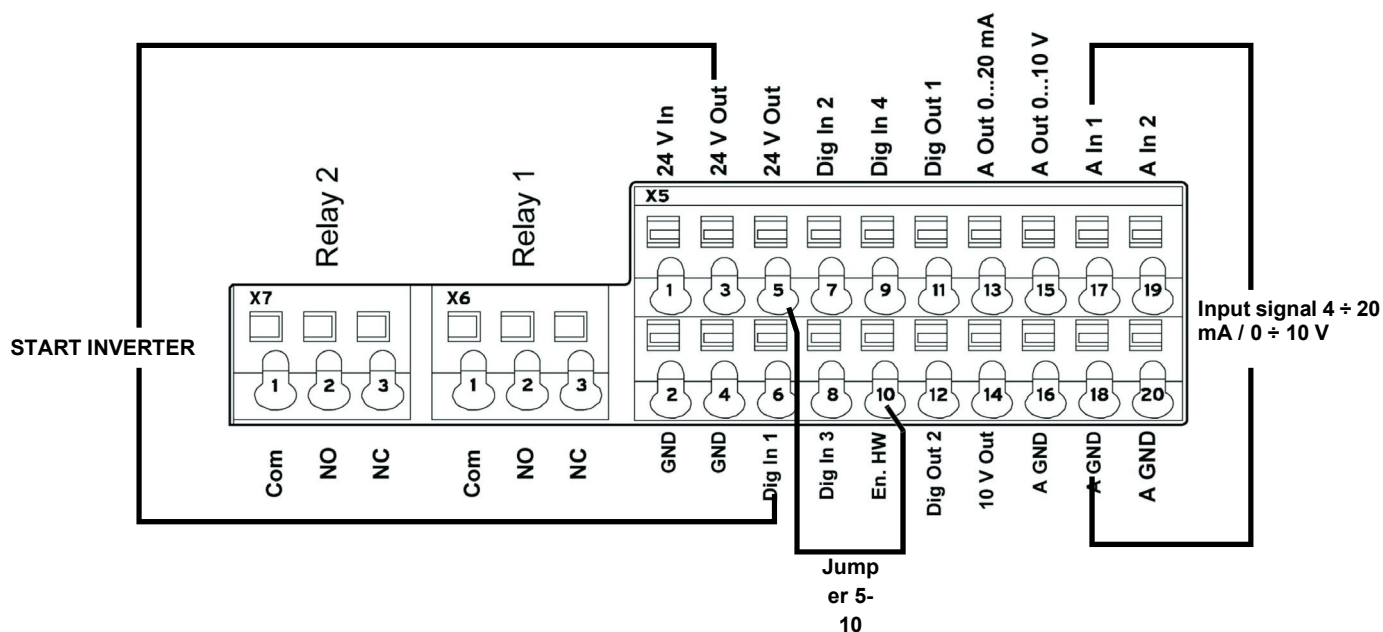 24 V In
24 V Out
24 V Out
Dig In 2
Dig In 4
Dig Out 1
A Out 0...20 mA
A Out 0...10 V
A In 1
A In 2
Relay 2
Relay 1
X5
1 3 5 7 9 11 13 15 17 19
X7
X6
START INVERTER
Input signal 4 ÷ 20
mA / 0 ÷ 10 V
1 2 3
1 2 3
2 4 6 8 10 12 14 16 18 20
Com
NO
NC
Com
NO
NC
GND
GND
Dig In 1
Dig In 3
En. HW
Dig Out 2
10 V Out
A GND
A GND
A GND
Jump
er 5-
10